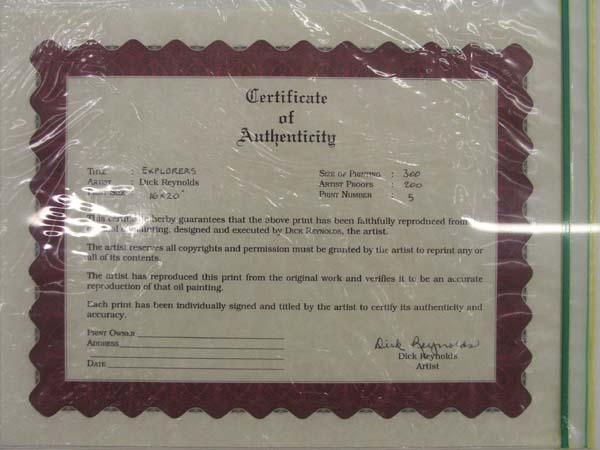 Certificate
of
Authenticity
TITLE : EXPLORERS
ARTIST : Dick Reynolds
SIZE : 16x20"
SIZE OF PRINTING : 300
ARTIST PROOFS : 200
PRINT NUMBER : 5
This herby guarantees that the above print has been faithfully reproduced from
painting, designed and executed by DICK REYNOLDS, the artist.
The artist reserves all copyrights and permission must be granted by the artist to reprint any or
all of its contents.
The artist has reproduced this print from the original work and verifies it to be an accurate
reproduction of that oil painting.
Each print has been individually signed and titled by the artist to certify its authenticity and
accuracy.
PRINT OWNER
ADDRESS
DATE
Dick Reynolds
Dick Reynolds
Artist